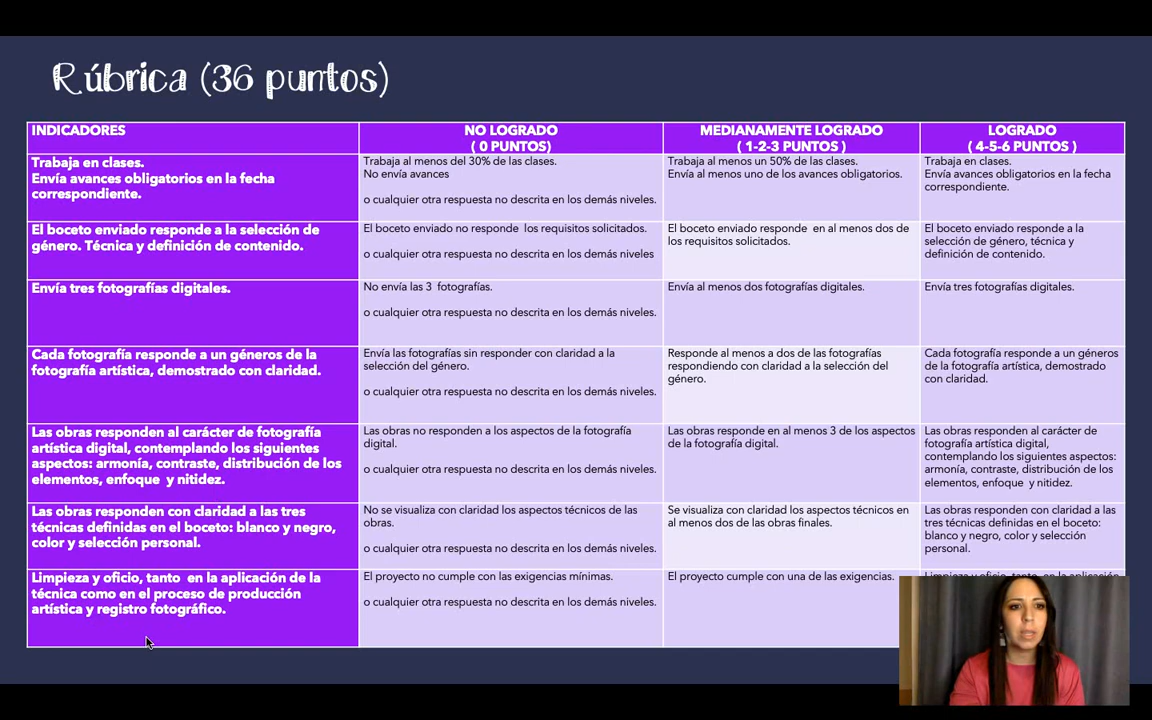 Rúbrica (36 puntos)
INDICADORES
NO LOGRADO
( 0 PUNTOS)
MEDIANAMENTE LOGRADO
( 1-2-3 PUNTOS )
LOGRADO
( 4-5-6 PUNTOS )
Trabaja en clases.
Envía avances obligatorios en la fecha
correspondiente.
Trabaja al menos del 30% de las clases.
No envía avances
o cualquier otra respuesta no descrita en los demás niveles.
Trabaja al menos un 50% de las clases.
Envía al menos uno de los avances obligatorios.
Trabaja en clases.
Envía avances obligatorios en la fecha
correspondiente.
El boceto enviado responde a la selección de
género. Técnica y definición de contenido.
El boceto enviado no responde  los requisitos solicitados.
o cualquier otra respuesta no descrita en los demás niveles
El boceto enviado responde  en al menos dos de
los requisitos solicitados.
El boceto enviado responde a la
selección de género, técnica y
definición de contenido.
Envía tres fotografías digitales.
No envía las 3  fotografías.
o cualquier otra respuesta no descrita en los demás niveles.
Envía al menos dos fotografías digitales.
Envía tres fotografías digitales.
Cada fotografía responde a un géneros de la
fotografía artística, demostrado con claridad.
Envía las fotografías sin responder con claridad a la
selección del género.
o cualquier otra respuesta no descrita en los demás niveles.
Responde al menos a dos de las fotografías
respondiendo con claridad a la selección del
género.
Cada fotografía responde a un géneros
de la fotografía artística, demostrado
con claridad.
Las obras responden al carácter de fotografía
artística digital, contemplando los siguientes
aspectos: armonía, contraste, distribución de los
elementos, enfoque  y nitidez.
Las obras no responden a los aspectos de la fotografía
digital.
o cualquier otra respuesta no descrita en los demás niveles.
Las obras responde en al menos 3 de los aspectos
de la fotografía digital.
Las obras responden al carácter de
fotografía artística digital,
contemplando los siguientes aspectos:
armonía, contraste, distribución de los
elementos, enfoque  y nitidez.
Las obras responden con claridad a las tres
técnicas definidas en el boceto: blanco y negro,
color y selección personal.
No se visualiza con claridad los aspectos técnicos de las
obras.
o cualquier otra respuesta no descrita en los demás niveles.
Se visualiza con claridad los aspectos técnicos en
al menos dos de las obras finales.
Las obras responden con claridad a las
tres técnicas definidas en el boceto:
blanco y negro, color y selección
personal.
Limpieza y oficio, tanto  en la aplicación de la
técnica como en el proceso de producción
artística y registro fotográfico.
El proyecto no cumple con las exigencias mínimas.
o cualquier otra respuesta no descrita en los demás niveles.
El proyecto cumple con una de las exigencias.